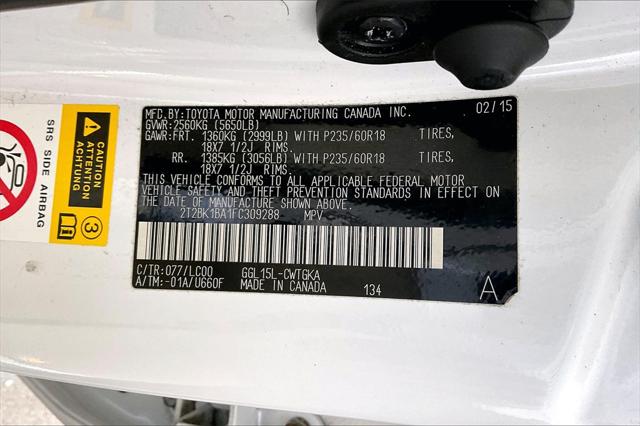 MFC.BY:TOYOTA MOTOR MANUFACTURING CANADA INC. 02/15
GVWR:2560KG (5650LB)
GAWR:FRT. 1360KG (2999LB) WITH P235/60R18 TIRES,
18X7 1/2J RIMS.
RR. 1385KG (3056LB) WITH P235/60R18 TIRES,
18X7 1/2J RIMS.
THIS VEHICLE CONFORMS TO ALL APPLICABLE FEDERAL MOTOR
VEHICLE SAFETY AND THEFT PREVENTION STANDARDS IN EFFECT ON
THE DATE OF MANUFACTURE SHOWN ABOVE.
2T2BK1BA1FC309288 MPV
C/TR:077/LC00 GGL15L-CWTGKA
A/TM:-01A/U660F MADE IN CANADA 134 A
SRS SIDE AIRBAG
CAUTION
ATTENTION
ACHTUNG
3